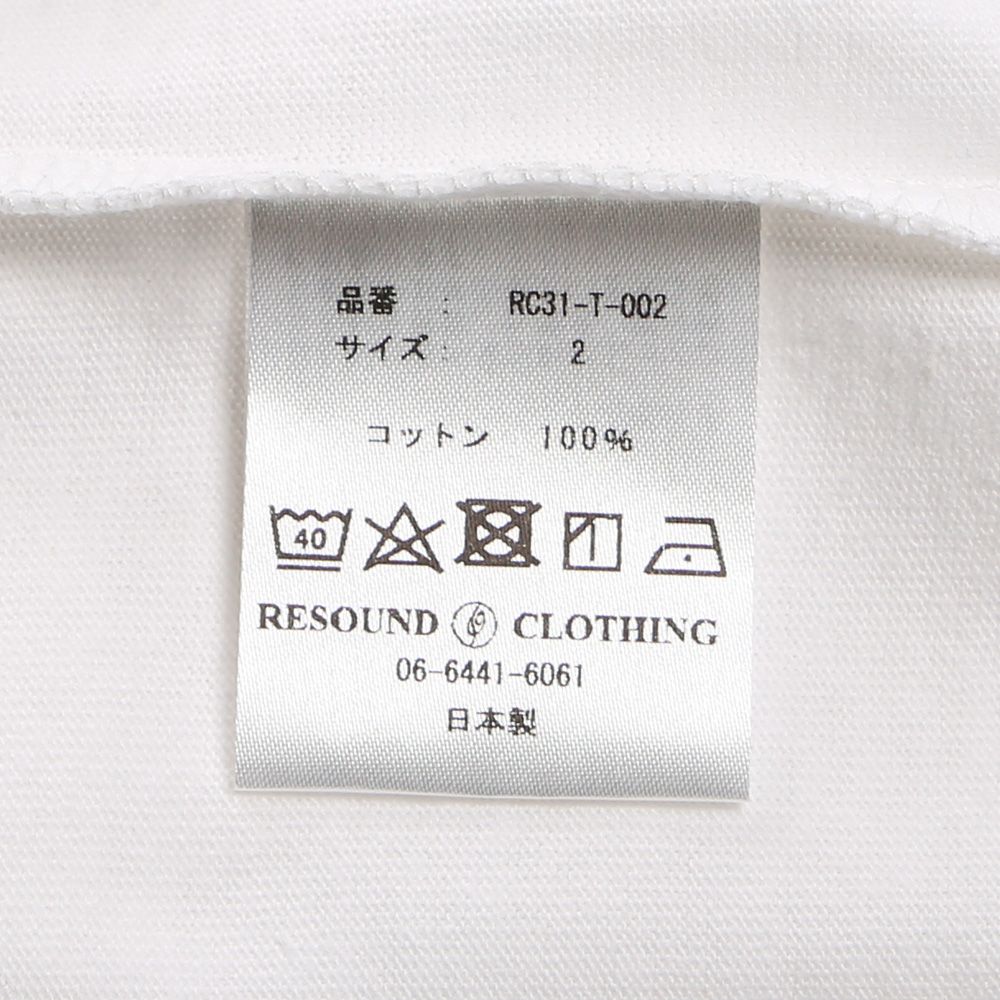 品番 : RC31-T-002
サイズ : 2
コットン 100%
40
RESOUND CLOTHING
06-6441-6061
日本製